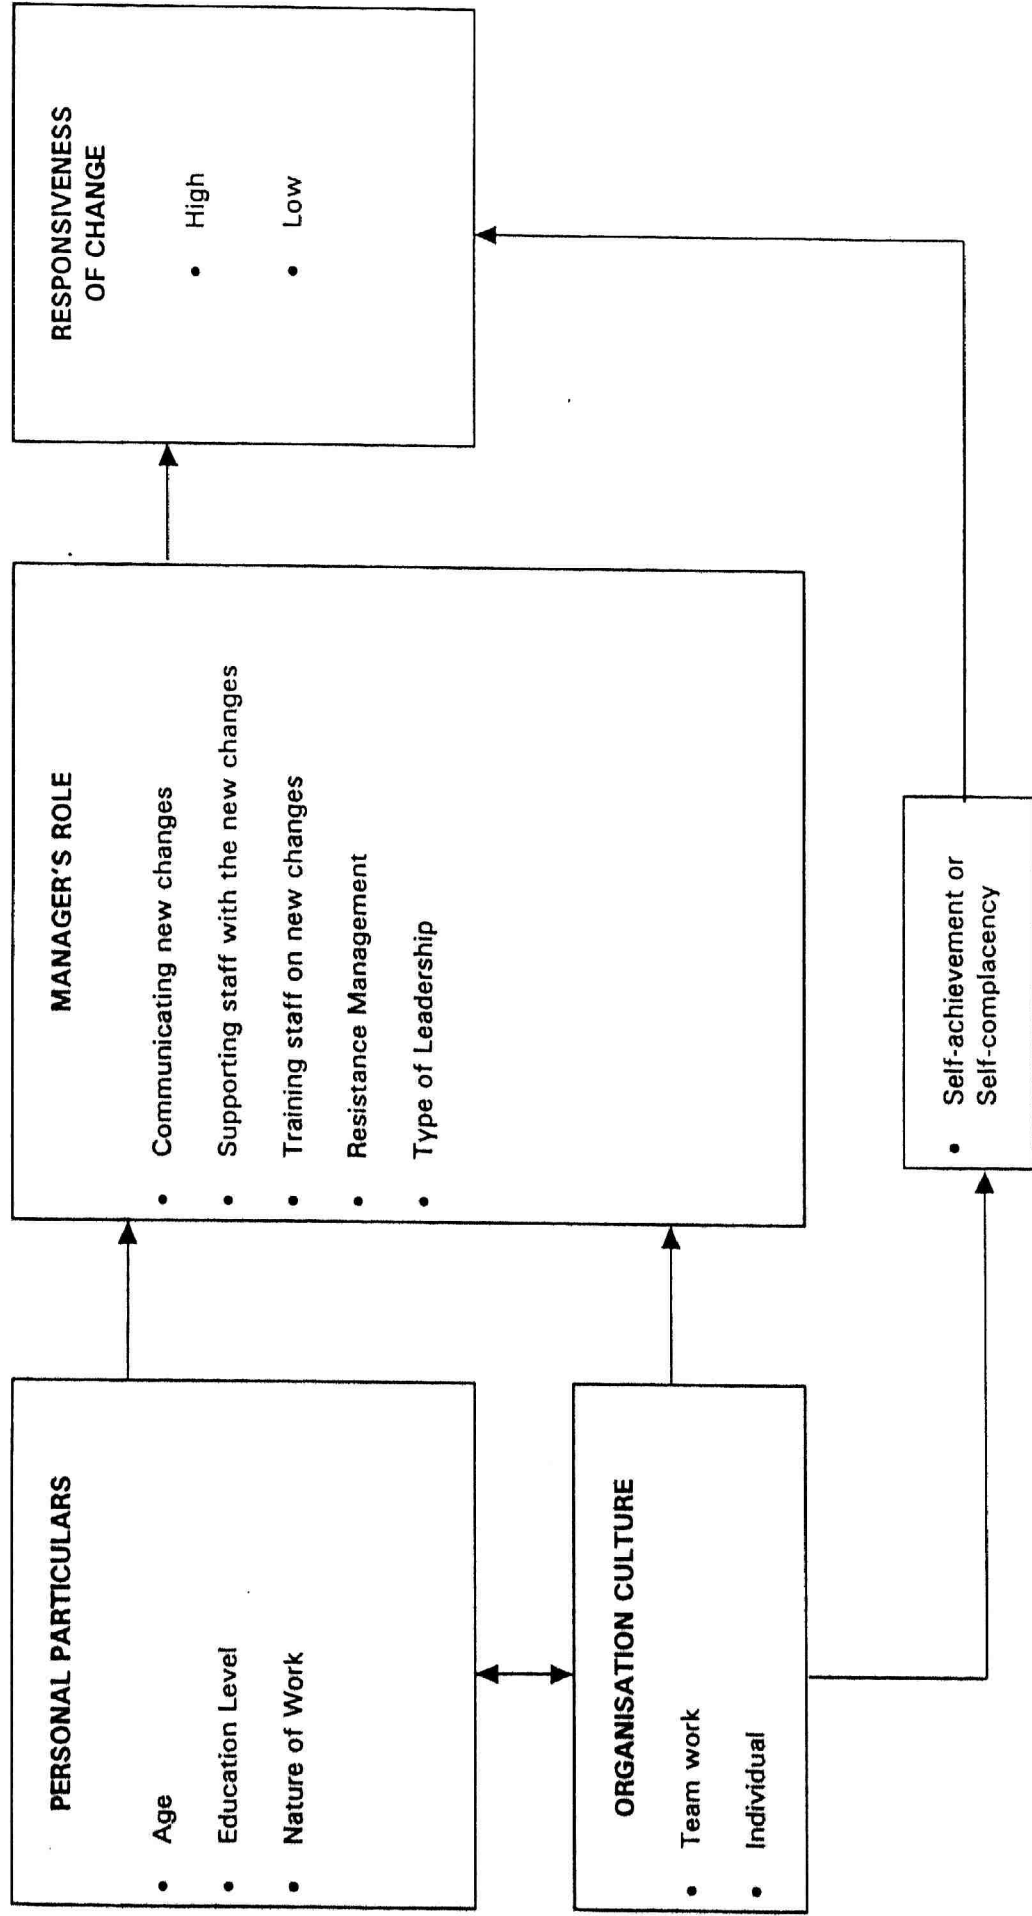 PERSONAL PARTICULARS
• Age
• Education Level
• Nature of Work
ORGANISATION CULTURE
• Team work
• Individual
MANAGER'S ROLE
• Communicating new changes
• Supporting staff with the new changes
• Training staff on new changes
• Resistance Management
• Type of Leadership
• Self-achievement or
Self-complacency
RESPONSIVENESS
OF CHANGE
• High
• Low